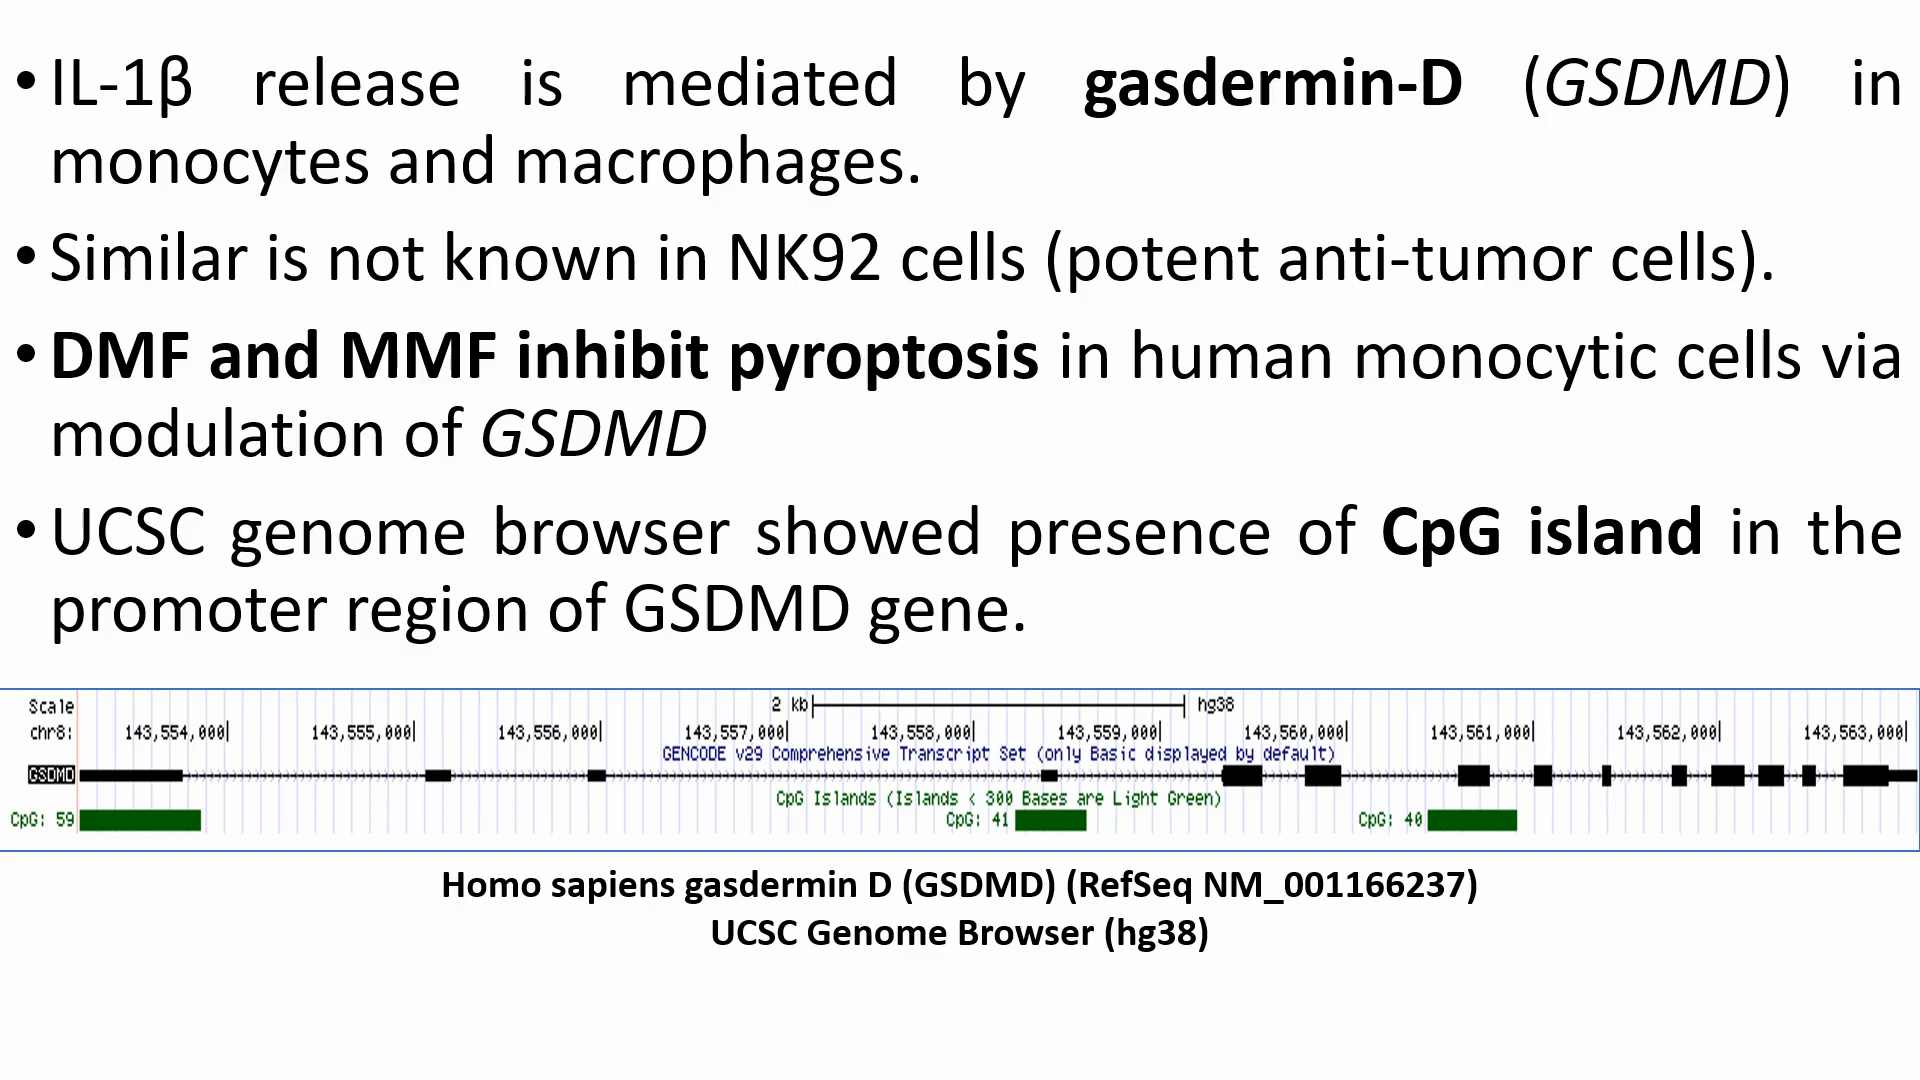 • IL-1β release is mediated by gasdermin-D (GSDMD) in
monocytes and macrophages.
• Similar is not known in NK92 cells (potent anti-tumor cells).
• DMF and MMF inhibit pyroptosis in human monocytic cells via
modulation of GSDMD
• UCSC genome browser showed presence of CpG island in the
promoter region of GSDMD gene.
Scale 2 kb hg38
chr8: 143,554,000 143,555,000 143,556,000 143,557,000 143,558,000 143,559,000 143,560,000 143,561,000 143,562,000 143,563,000
GENCODE v29 Comprehensive Transcript Set (only Basic displayed by default)
GSDMD
CpG Islands (Islands < 300 Bases are Light Green)
CpG: 59 CpG: 41 CpG: 40
Homo sapiens gasdermin D (GSDMD) (RefSeq NM_001166237)
UCSC Genome Browser (hg38)